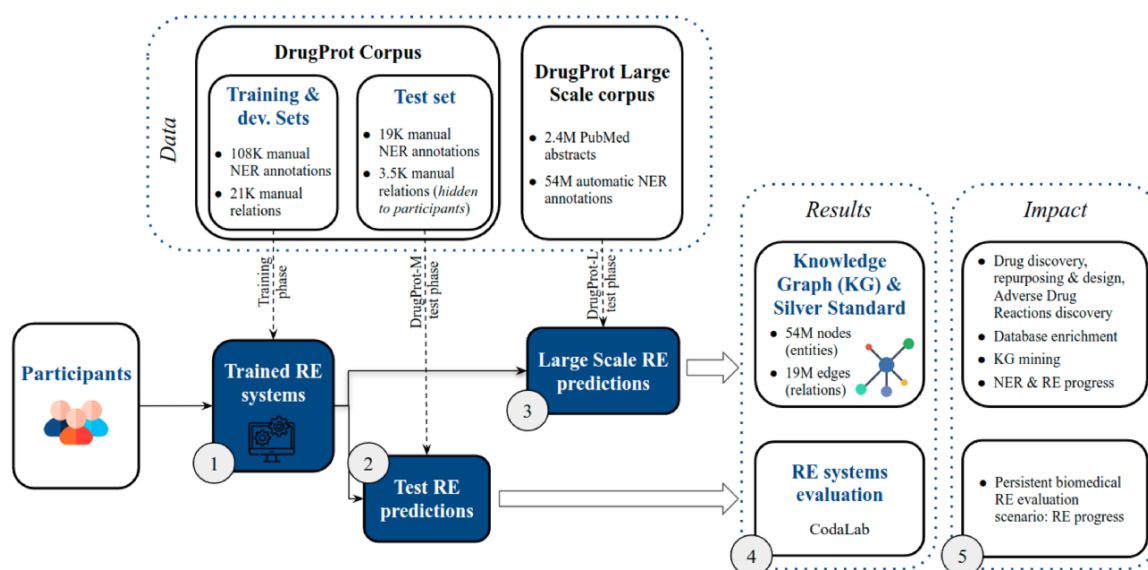 Data
DrugProt Corpus
Training &
dev. Sets
● 108K manual
NER annotations
● 21K manual
relations
Test set
● 19K manual
NER annotations
● 3.5K manual
relations (hidden
to participants)
DrugProt Large
Scale corpus
● 2.4M PubMed
abstracts
● 54M automatic NER
annotations
Training
phase
DrugProt-M
test phase
DrugProt-L
test phase
Participants
Trained RE
systems
1
2
Test RE
predictions
Large Scale RE
predictions
3
Results
Knowledge
Graph (KG) &
Silver Standard
● 54M nodes
(entities)
● 19M edges
(relations)
RE systems
evaluation
CodaLab
4
Impact
● Drug discovery,
repurposing & design,
Adverse Drug
Reactions discovery
● Database enrichment
● KG mining
● NER & RE progress
● Persistent biomedical
RE evaluation
scenario: RE progress
5